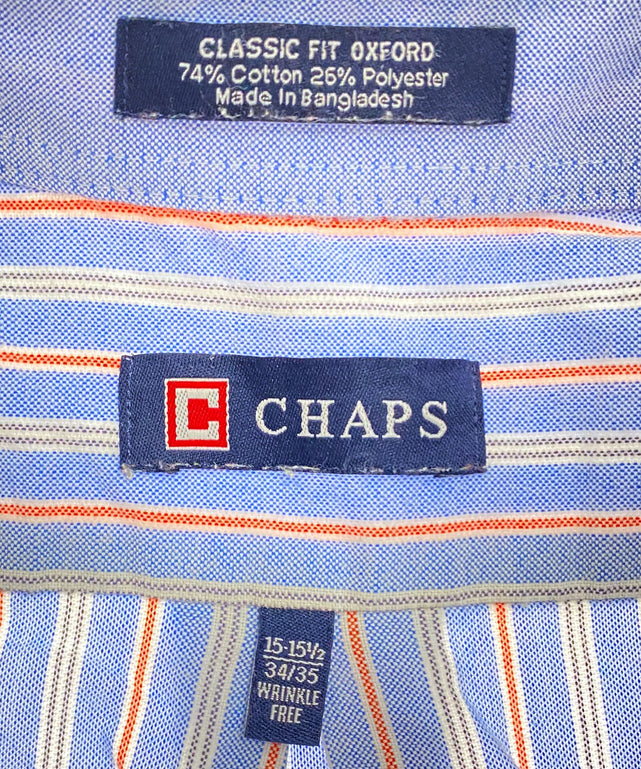 CLASSIC FIT OXFORD
74% Cotton 26% Polyester
Made In Bangladesh
C CHAPS
15-15½
34/35
WRINKLE
FREE